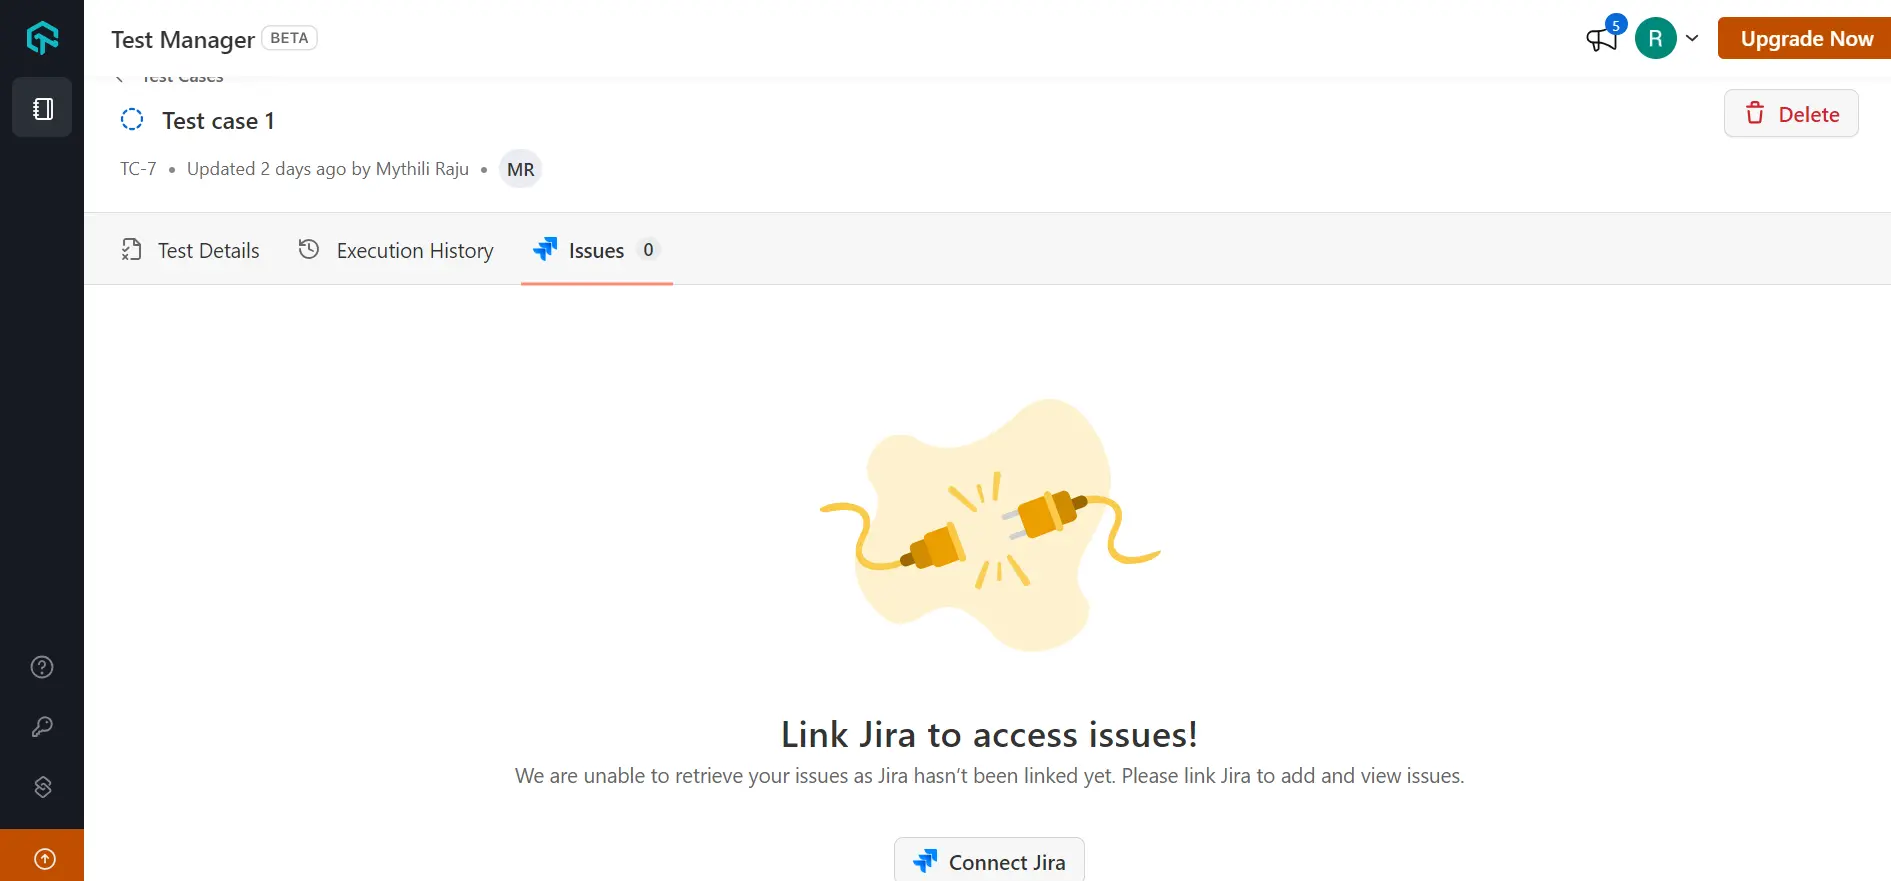 Test Manager BETA
5
R
Upgrade Now
Test Cases
Test case 1
Delete
TC-7 • Updated 2 days ago by Mythili Raju • MR
Test Details
Execution History
Issues 0
Link Jira to access issues!
We are unable to retrieve your issues as Jira hasn’t been linked yet. Please link Jira to add and view issues.
Connect Jira